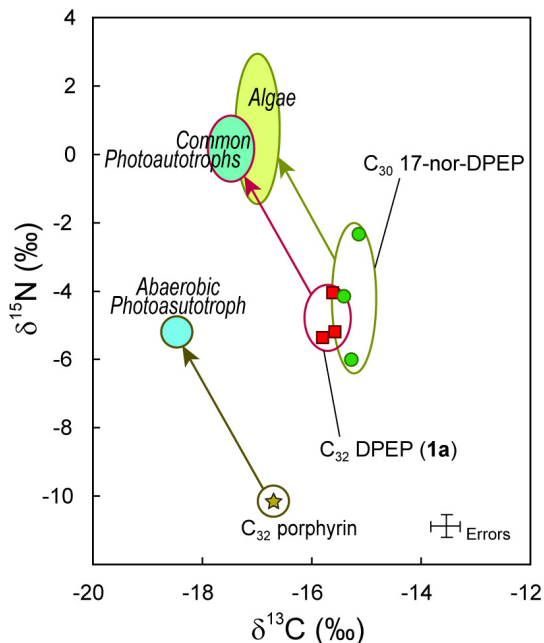 4
2
0
-2
-4
-6
-8
-10
δ¹⁵N (‰)
Algae
Common
Photoautotrophs
C₃₀ 17-nor-DPEP
Abaerobic
Photoasutotroph
C₃₂ DPEP (1a)
C₃₂ porphyrin
Errors
-20
-18
-16
-14
-12
δ¹³C (‰)